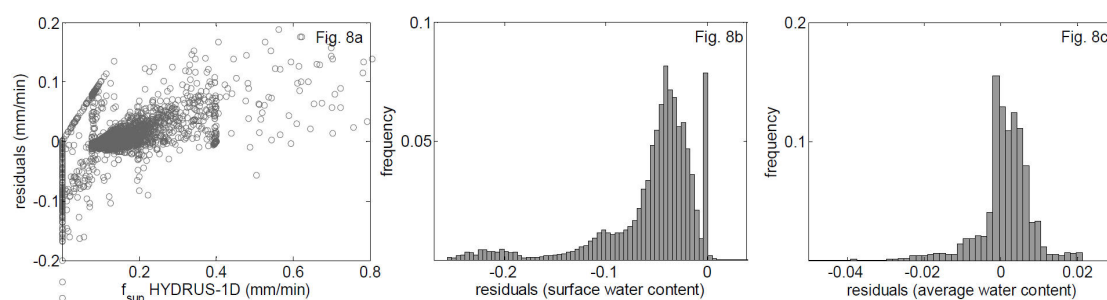 0.2
0.1
0
-0.1
-0.2
residuals (mm/min)
Fig. 8a
0.2
0.4
0.6
0.8
f_sup HYDRUS-1D (mm/min)
0.1
0.05
frequency
Fig. 8b
-0.2
-0.1
0
residuals (surface water content)
0.2
0.1
frequency
Fig. 8c
-0.04
-0.02
0
0.02
residuals (average water content)